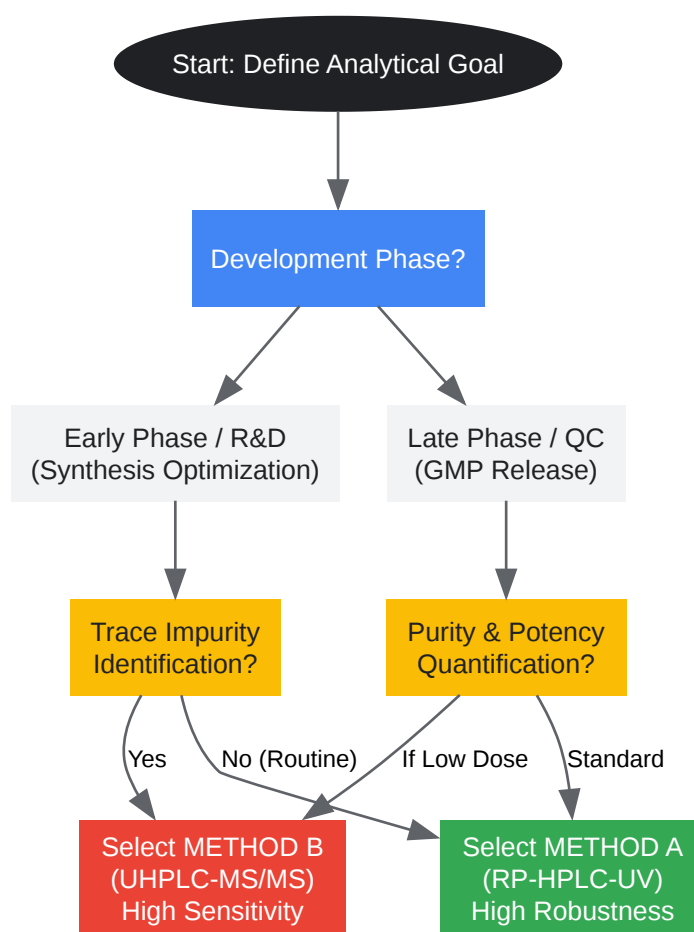 Start: Define Analytical Goal
Development Phase?
Early Phase / R&D
(Synthesis Optimization)
Late Phase / QC
(GMP Release)
Trace Impurity
Identification?
Purity & Potency
Quantification?
Yes
No (Routine)
If Low Dose
Standard
Select METHOD B
(UHPLC-MS/MS)
High Sensitivity
Select METHOD A
(RP-HPLC-UV)
High Robustness